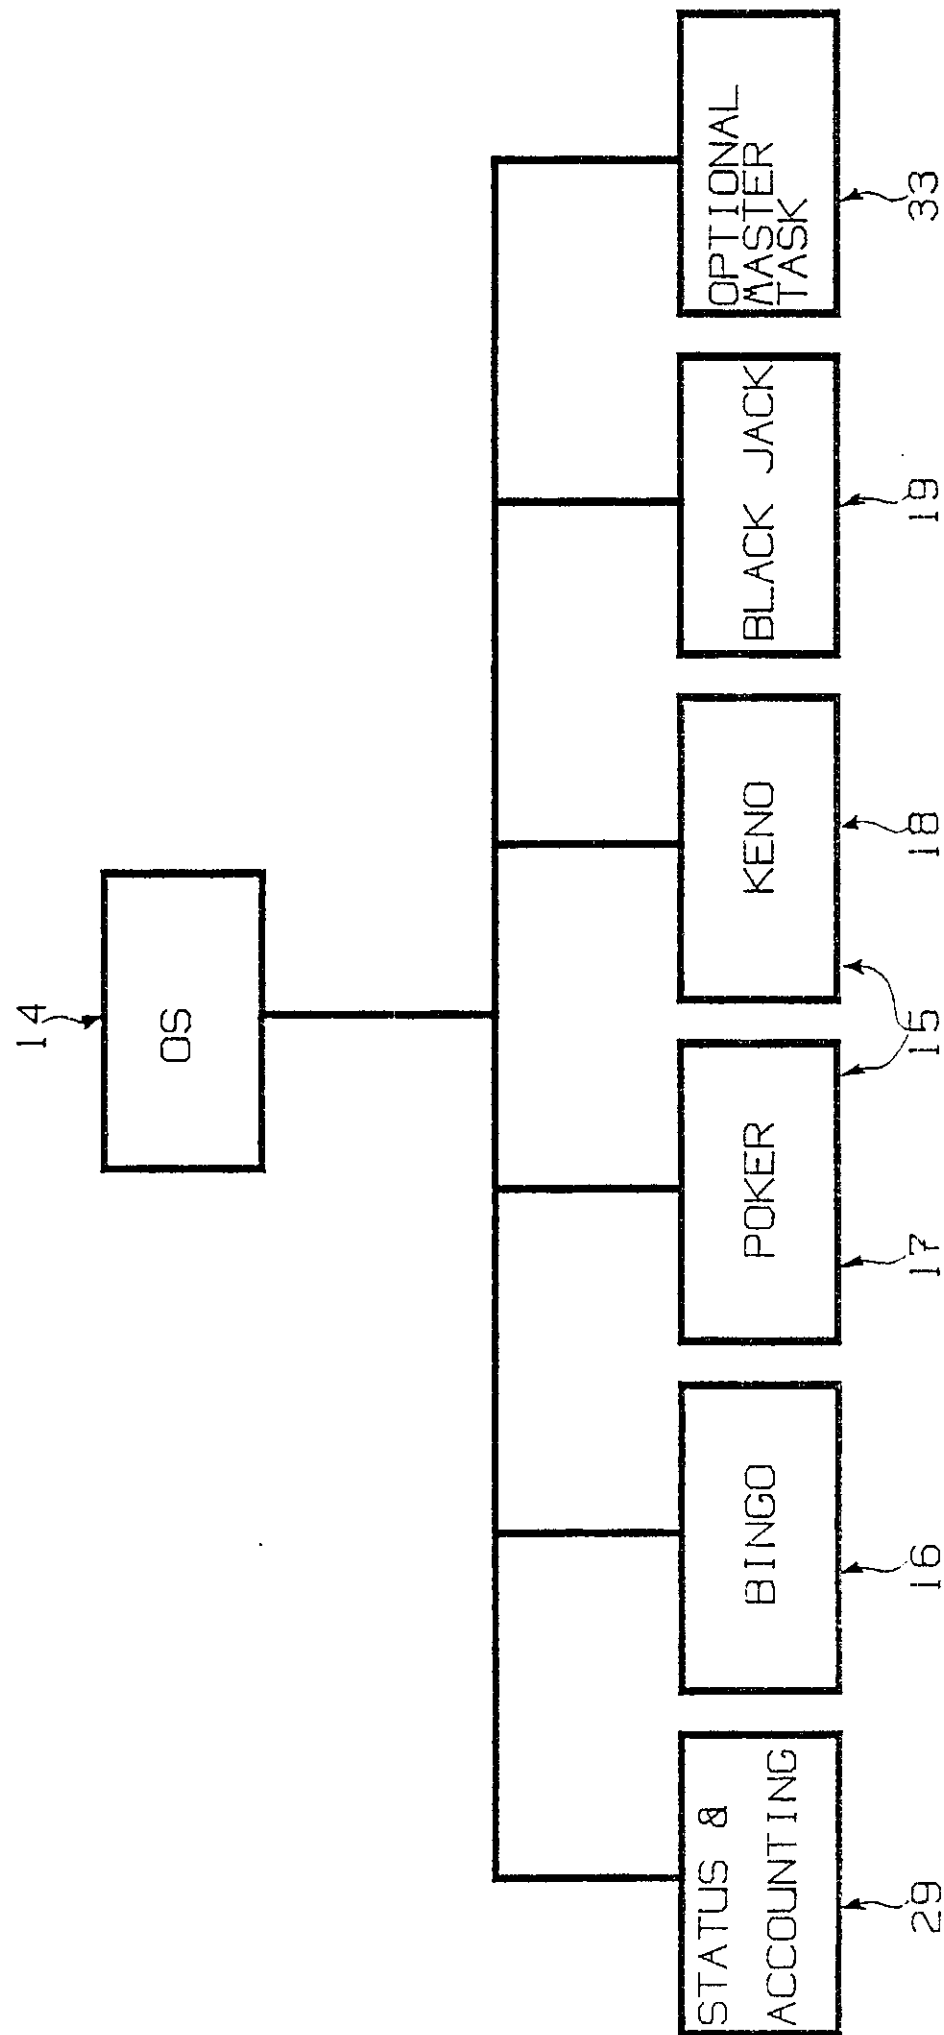 14
OS
STATUS &
ACCOUNTING
BINGO
POKER
KENO
BLACK JACK
OPTIONAL
MASTER
TASK
29
16
17
15
18
19
33